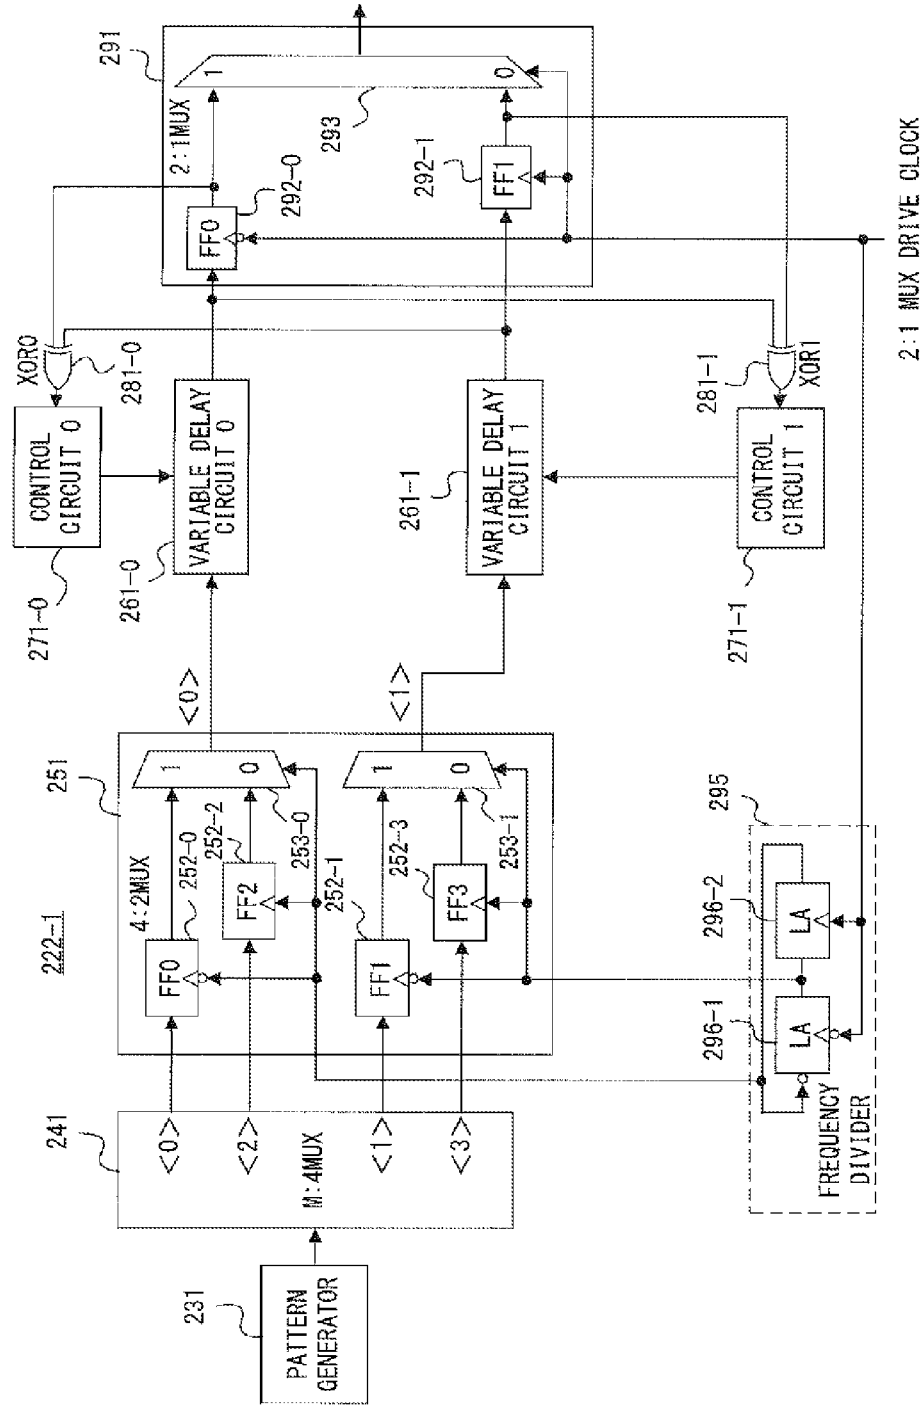 222-1
231
PATTERN
GENERATOR
241
M:4MUX
<0>
<2>
<1>
<3>
251
4:2MUX
252-0
FF0
252-2
FF2
253-0
1
0
252-1
FF1
252-3
FF3
253-1
1
0
<0>
<1>
271-0
CONTROL
CIRCUIT 0
XOR0
281-0
261-0
VARIABLE DELAY
CIRCUIT 0
261-1
VARIABLE DELAY
CIRCUIT 1
271-1
CONTROL
CIRCUIT 1
281-1
XOR1
291
2:1MUX
FF0
292-0
292-1
FF1
293
1
0
295
296-1
LA
296-2
LA
FREQUENCY
DIVIDER
2:1 MUX DRIVE CLOCK